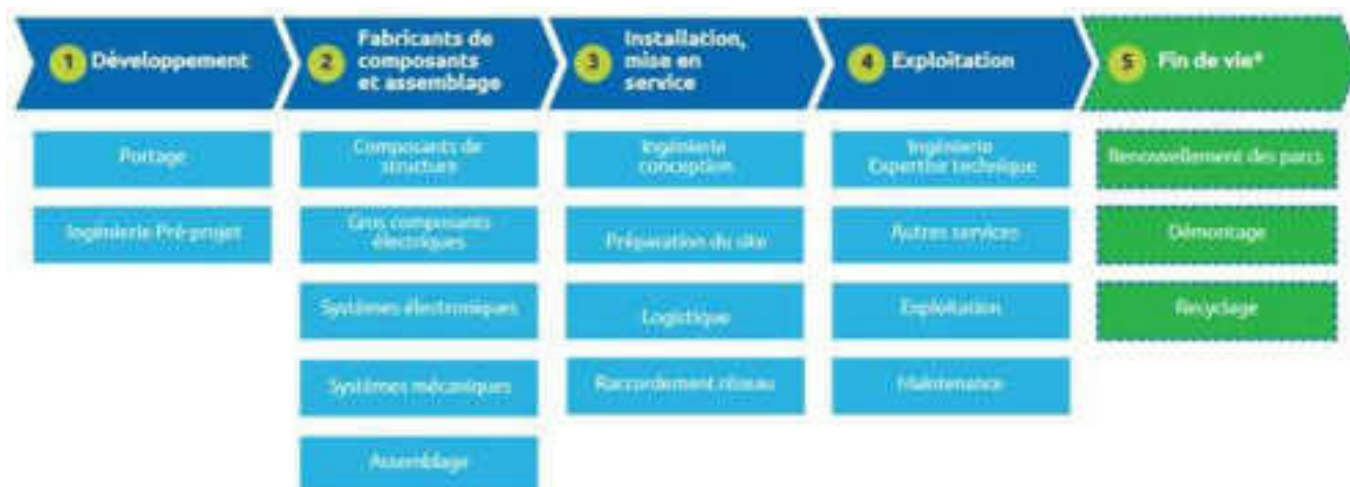 1 Développement
2 Fabricants de
composants
et assemblage
3 Installation,
mise en
service
4 Exploitation
5 Fin de vie*
Portage
Ingénierie Pré-projet
Composants de
structure
Gros composants
électriques
Systèmes électroniques
Systèmes mécaniques
Assemblage
Ingénierie
conception
Préparation du site
Logistique
Raccordement réseau
Ingénierie
Expertise technique
Autres services
Exploitation
Maintenance
Renouvellement des parcs
Démontage
Recyclage